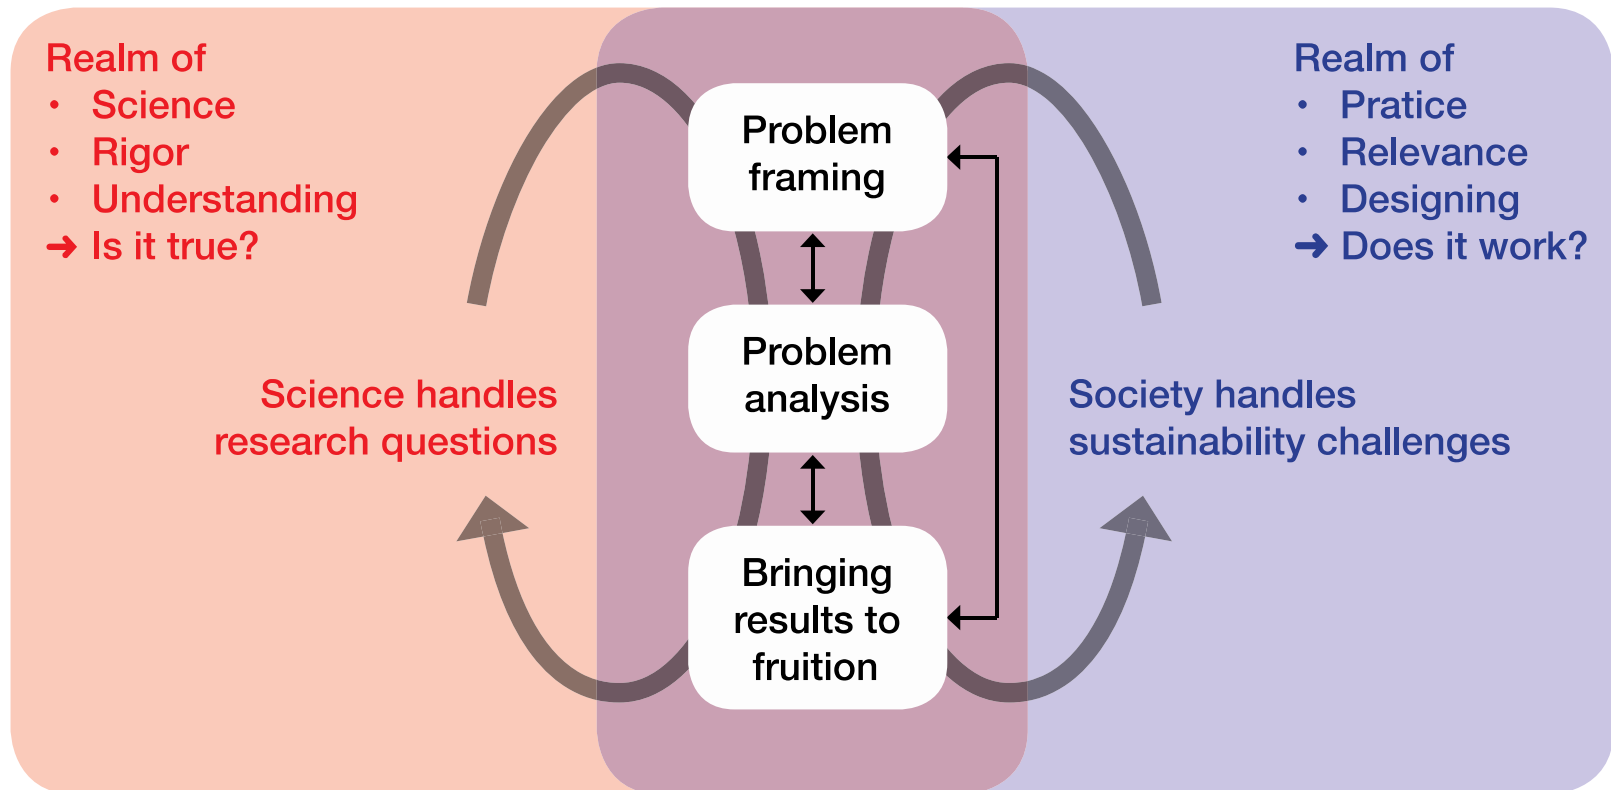 Realm of
• Science
• Rigor
• Understanding
➜ Is it true?
Science handles
research questions
Problem
framing
Problem
analysis
Bringing
results to
fruition
Realm of
• Pratice
• Relevance
• Designing
➜ Does it work?
Society handles
sustainability challenges